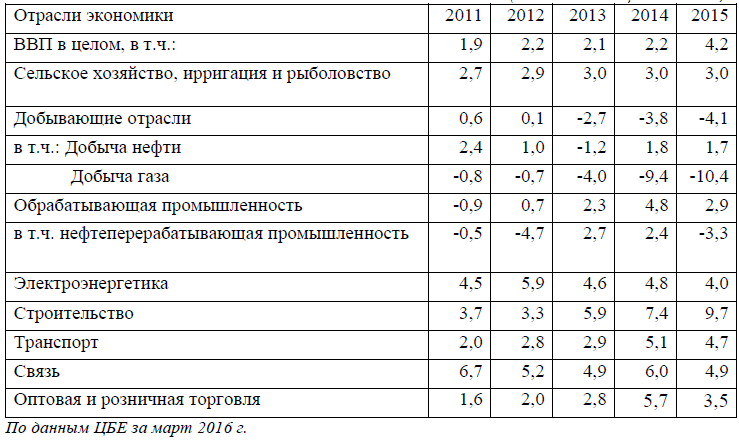 Отрасли экономики 2011 2012 2013 2014 2015
ВВП в целом, в т.ч.: 1,9 2,2 2,1 2,2 4,2
Сельское хозяйство, ирригация и рыболовство 2,7 2,9 3,0 3,0 3,0
Добывающие отрасли 0,6 0,1 -2,7 -3,8 -4,1
в т.ч.: Добыча нефти 2,4 1,0 -1,2 1,8 1,7
Добыча газа -0,8 -0,7 -4,0 -9,4 -10,4
Обрабатывающая промышленность -0,9 0,7 2,3 4,8 2,9
в т.ч. нефтеперерабатывающая промышленность -0,5 -4,7 2,7 2,4 -3,3
Электроэнергетика 4,5 5,9 4,6 4,8 4,0
Строительство 3,7 3,3 5,9 7,4 9,7
Транспорт 2,0 2,8 2,9 5,1 4,7
Связь 6,7 5,2 4,9 6,0 4,9
Оптовая и розничная торговля 1,6 2,0 2,8 5,7 3,5
По данным ЦБЕ за март 2016 г.